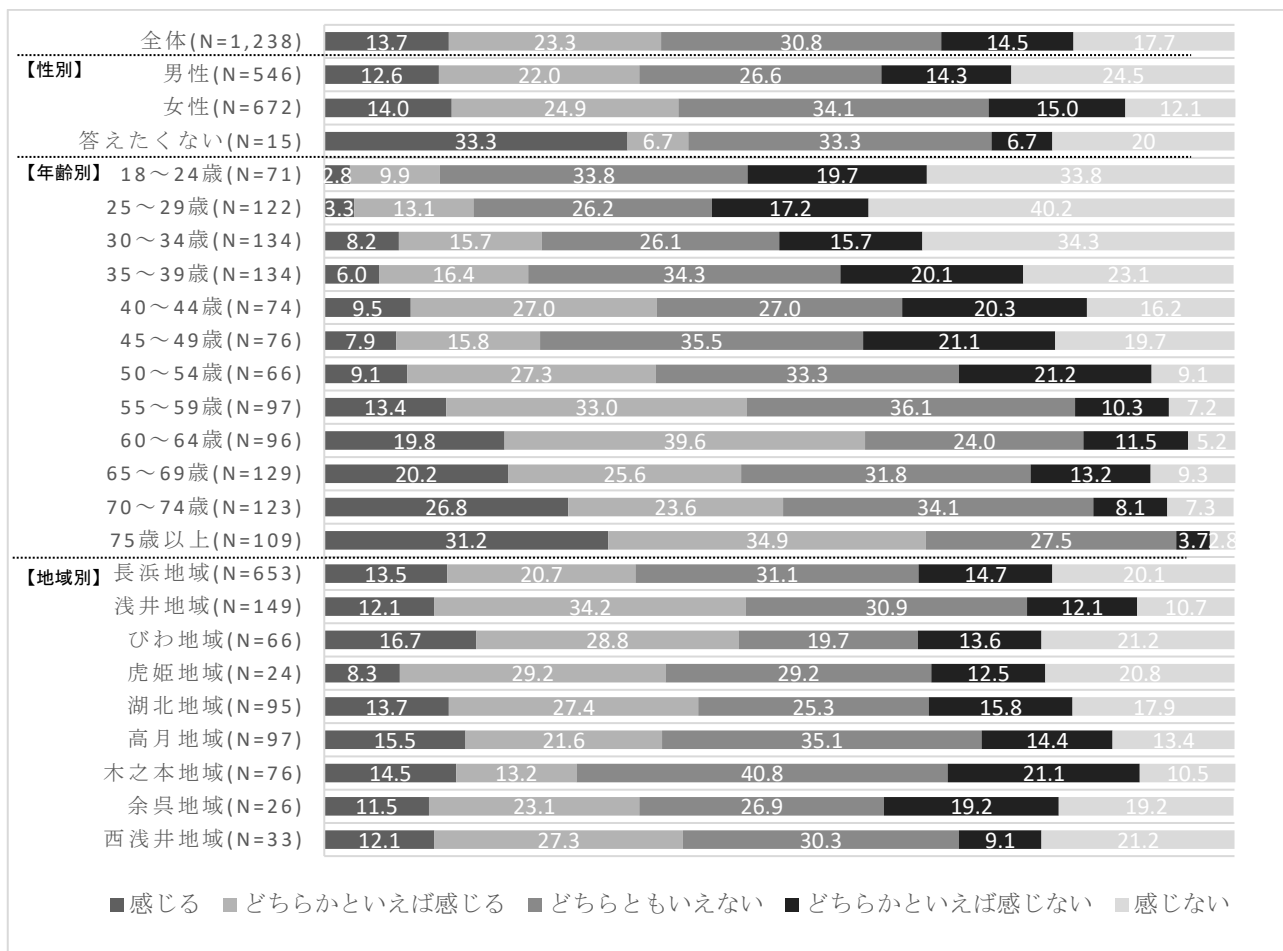 全体(N=1,238) 13.7 23.3 30.8 14.5 17.7
【性別】 男性(N=546) 12.6 22.0 26.6 14.3 24.5
女性(N=672) 14.0 24.9 34.1 15.0 12.1
答えたくない(N=15) 33.3 6.7 33.3 6.7 20
【年齢別】 18～24歳(N=71) 2.8 9.9 33.8 19.7 33.8
25～29歳(N=122) 3.3 13.1 26.2 17.2 40.2
30～34歳(N=134) 8.2 15.7 26.1 15.7 34.3
35～39歳(N=134) 6.0 16.4 34.3 20.1 23.1
40～44歳(N=74) 9.5 27.0 27.0 20.3 16.2
45～49歳(N=76) 7.9 15.8 35.5 21.1 19.7
50～54歳(N=66) 9.1 27.3 33.3 21.2 9.1
55～59歳(N=97) 13.4 33.0 36.1 10.3 7.2
60～64歳(N=96) 19.8 39.6 24.0 11.5 5.2
65～69歳(N=129) 20.2 25.6 31.8 13.2 9.3
70～74歳(N=123) 26.8 23.6 34.1 8.1 7.3
75歳以上(N=109) 31.2 34.9 27.5 3.7 2.8
【地域別】 長浜地域(N=653) 13.5 20.7 31.1 14.7 20.1
浅井地域(N=149) 12.1 34.2 30.9 12.1 10.7
びわ地域(N=66) 16.7 28.8 19.7 13.6 21.2
虎姫地域(N=24) 8.3 29.2 29.2 12.5 20.8
湖北地域(N=95) 13.7 27.4 25.3 15.8 17.9
高月地域(N=97) 15.5 21.6 35.1 14.4 13.4
木之本地域(N=76) 14.5 13.2 40.8 21.1 10.5
余呉地域(N=26) 11.5 23.1 26.9 19.2 19.2
西浅井地域(N=33) 12.1 27.3 30.3 9.1 21.2
感じる どちらかといえば感じる どちらともいえない どちらかといえば感じない 感じない